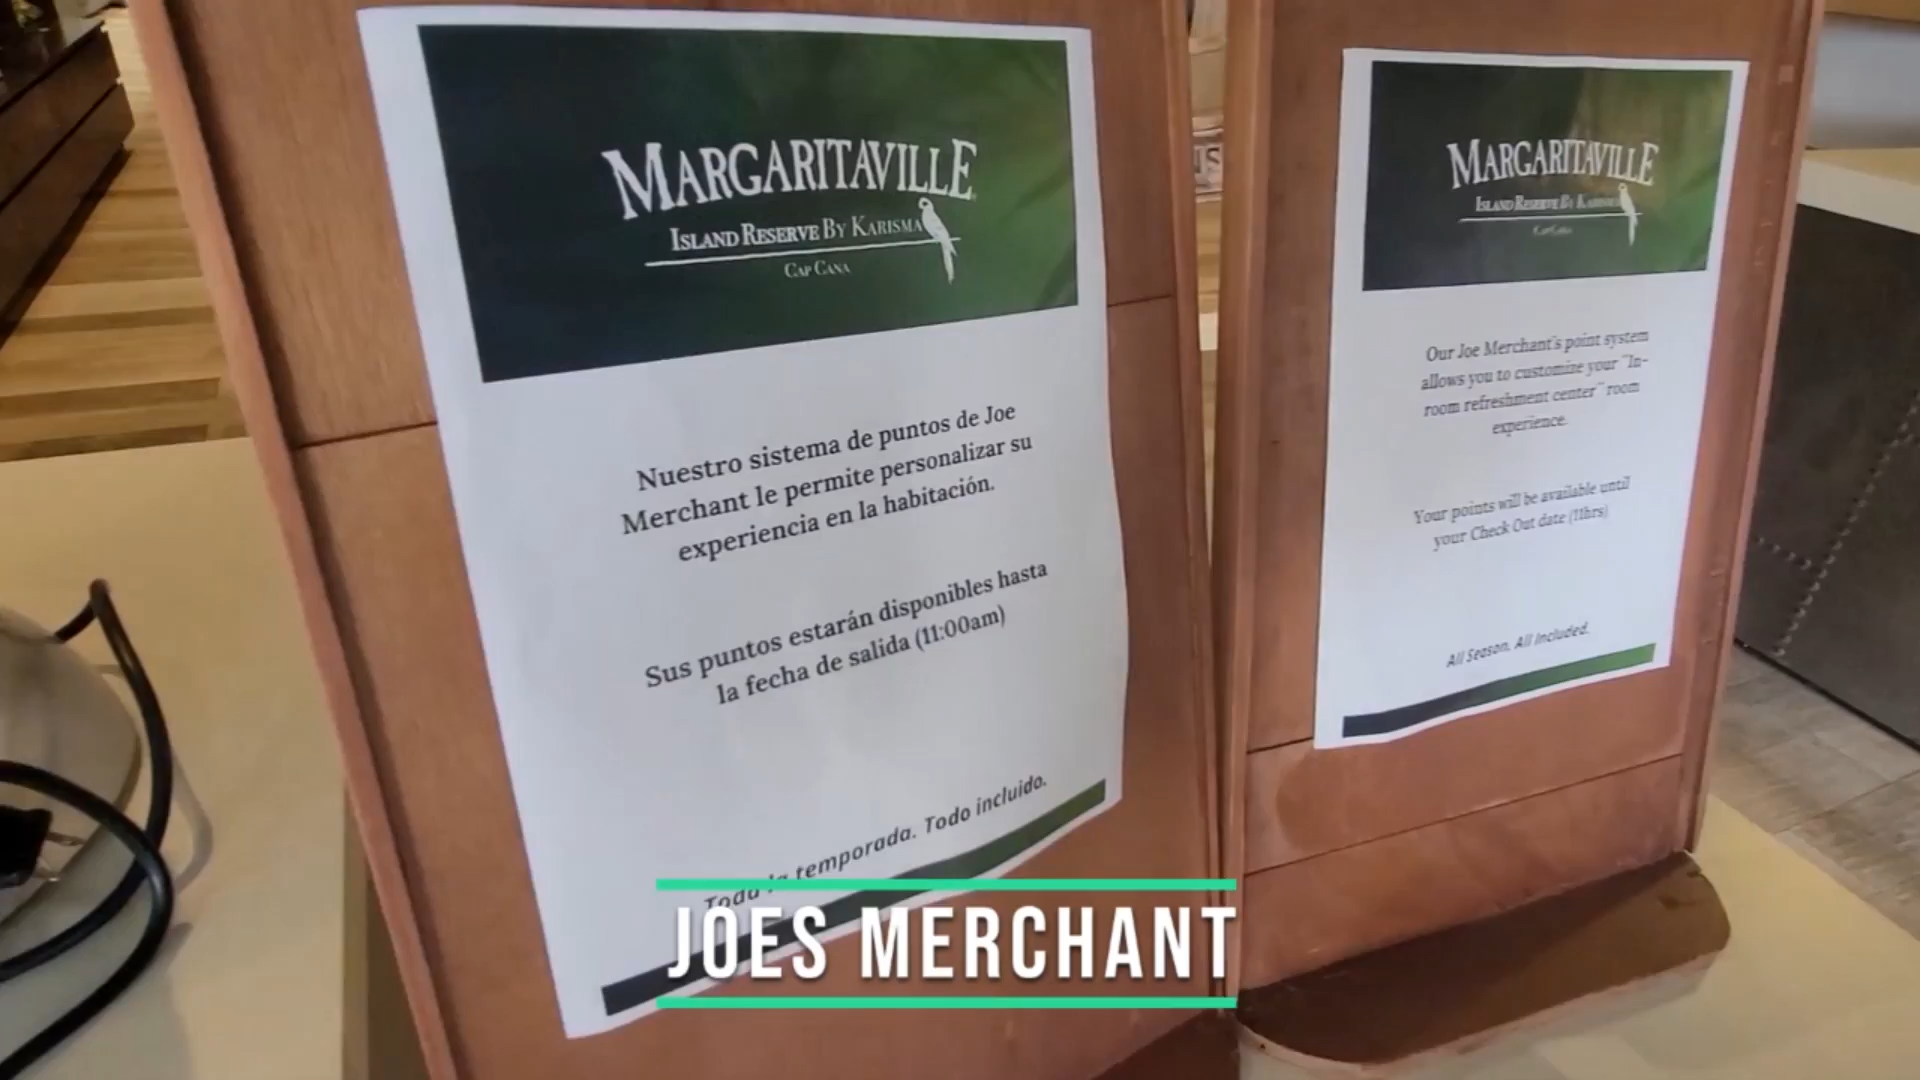 MARGARITAVILLE
ISLAND RESERVE BY KARISMA
CAP CANA
Nuestro sistema de puntos de Joe
Merchant le permite personalizar su
experiencia en la habitación.
Sus puntos estarán disponibles hasta
la fecha de salida (11:00am)
Toda la temporada. Todo incluido.
MARGARITAVILLE
ISLAND RESERVE BY KARISMA
CAP CANA
Our Joe Merchant's point system
allows you to customize your "In-
room refreshment center" room
experience.
Your points will be available until
your Check Out date (11hrs)
All Season. All Included.
JOES MERCHANT